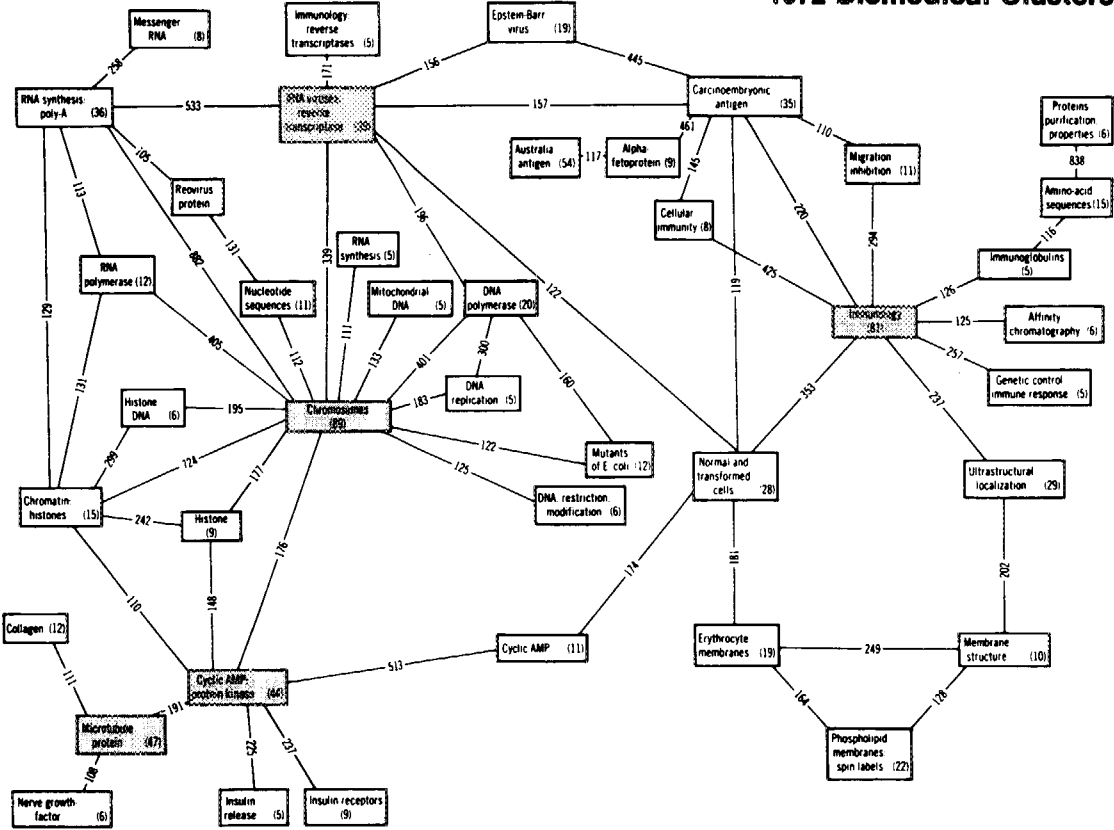 1972 Biomedical Clusters
Messenger
RNA (8)
Immunology:
reverse
transcriptases (5)
Epstein-Barr
virus (19)
258
171
156
445
RNA synthesis:
poly-A (36)
533
RNA viruses:
reverse
transcriptase
157
Carcinoembryonic
antigen (35)
Proteins
purification,
properties (6)
461
110
105
Australia
antigen (54)
117
Alpha-
fetoprotein (9)
145
Migration
inhibition (11)
838
113
Reovirus
protein
196
220
Amino-acid
sequences (15)
Cellular
immunity (8)
294
116
882
131
339
RNA
synthesis (5)
425
Immunoglobulins
(5)
RNA
polymerase (12)
Nucleotide
sequences (11)
Mitochondrial
DNA (5)
DNA
polymerase (20)
122
119
126
129
Immunology
(81)
125
Affinity
chromatography (6)
405
112
111
133
401
300
257
131
160
353
237
Genetic control
immune response (5)
Histone
DNA (6)
195
Chromosomes
(89)
183
DNA
replication (5)
299
724
177
122
Mutants
of E. coli (12)
Normal and
transformed
cells (28)
Ultrastructural
localization (29)
125
Chromatin:
histones (15)
242
Histone
(9)
DNA: restriction,
modification (6)
176
174
181
202
110
148
Collagen (12)
Cyclic AMP (11)
Erythrocyte
membranes (19)
249
Membrane
structure (10)
513
111
Cyclic AMP:
protein kinase (44)
191
164
128
Microtubule
protein (47)
225
237
Phospholipid
membranes:
spin labels (22)
108
Nerve growth
factor (6)
Insulin
release (5)
Insulin receptors
(9)